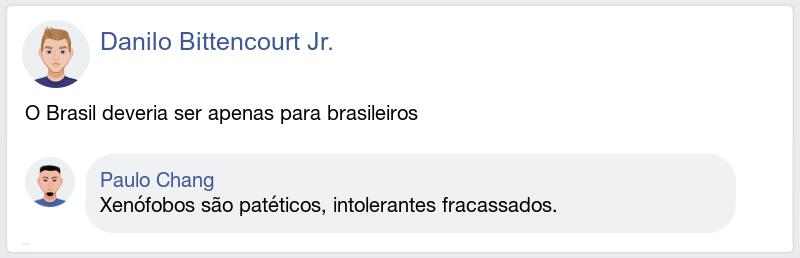 Danilo Bittencourt Jr.
O Brasil deveria ser apenas para brasileiros
Paulo Chang
Xenófobos são patéticos, intolerantes fracassados.